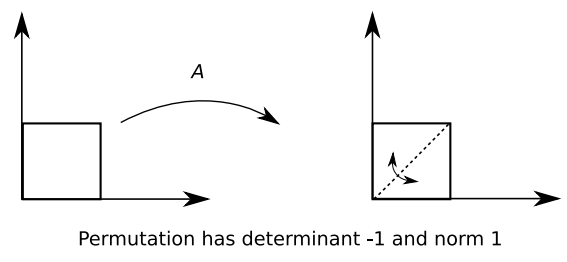 A
Permutation has determinant -1 and norm 1